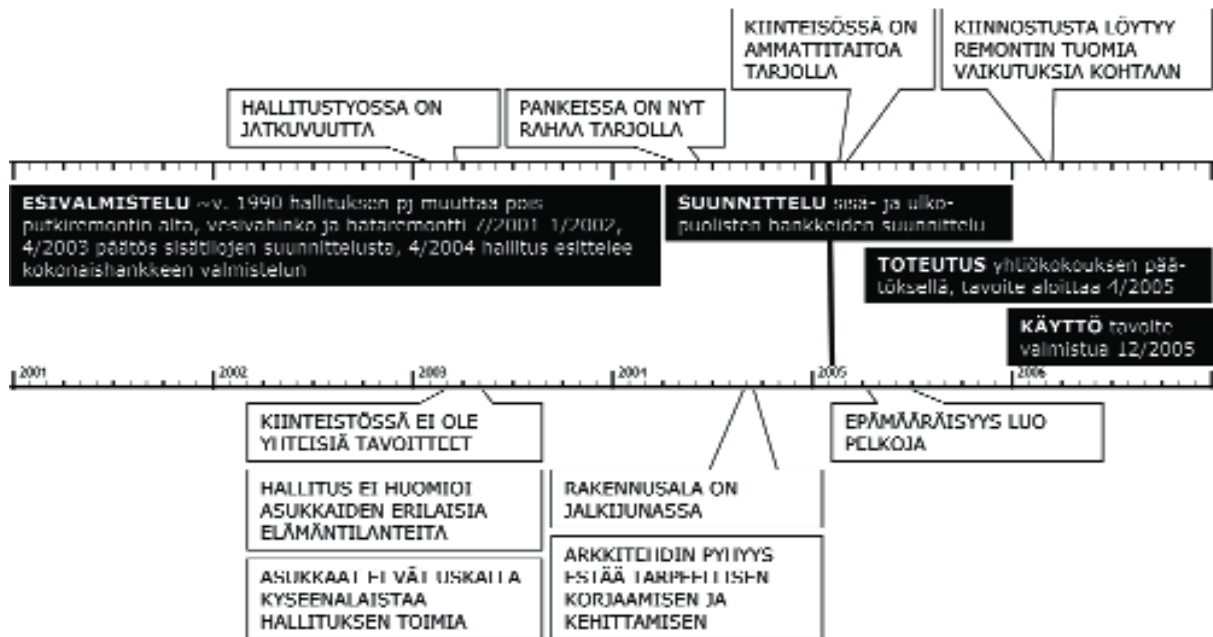 KIINTEISÖSSÄ ON
AMMATTITAITOA
TARJOLLA
KIINNOSTUSTA LÖYTYY
REMONTIN TUOMIA
VAIKUTUKSIA KOHTAAN
HALLITUSTYOSSA ON
JATKUVUUTTA
PANKEISSA ON NYT
RAHAA TARJOLLA
ESIVALMISTELU ~v. 1990 hallituksen pj muuttaa pois
putkiremontin alta, vesivahinko ja hätäremontti 7/2001 1/2002,
4/2003 päätös sisätilojen suunnittelusta, 4/2004 hallitus esittelee
kokonaishankkeen valmistelun
SUUNNITTELU sisä- ja ulko-
puolisten hankkeiden suunnittelu
TOTEUTUS yhtiökokouksen pää-
töksellä, tavoite aloittaa 4/2005
KÄYTTÖ tavoite
valmistua 12/2005
2001 2002 2003 2004 2005 2006
KIINTEISTÖSSÄ EI OLE
YHTEISIÄ TAVOITTEET
EPÄMÄÄRÄISYYS LUO
PELKOJA
HALLITUS EI HUOMIOI
ASUKKAIDEN ERILAISIA
ELÄMÄNTILANTEITA
RAKENNUSALA ON
JALKIJUNASSA
ASUKKAAT EIVÄT USKALLA
KYSEENALAISTAA
HALLITUKSEN TOIMIA
ARKKITEHDIN PYHYYS
ESTÄÄ TARPEELLISEN
KORJAAMISEN JA
KEHITTAMISEN